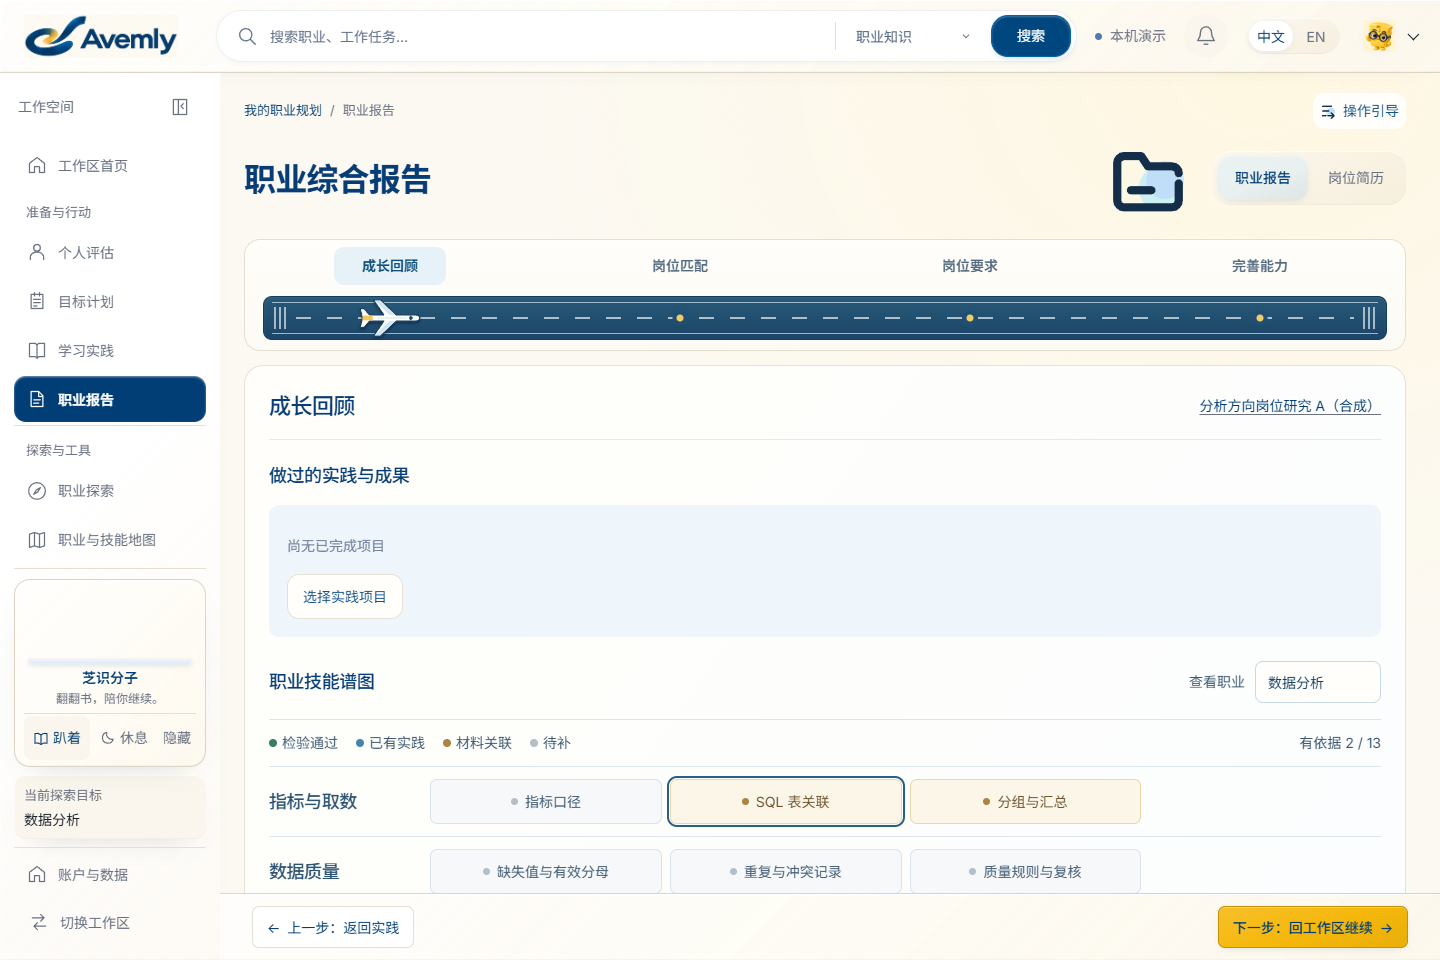 Avemly
搜索职业、工作任务...
职业知识
搜索
本机演示
中文
EN
工作空间
工作区首页
准备与行动
个人评估
目标计划
学习实践
职业报告
探索与工具
职业探索
职业与技能地图
芝识分子
翻翻书，陪你继续。
趴着
休息
隐藏
当前探索目标
数据分析
账户与数据
切换工作区
我的职业规划 / 职业报告
操作引导
职业综合报告
职业报告
岗位简历
成长回顾
岗位匹配
岗位要求
完善能力
成长回顾
分析方向岗位研究 A（合成）
做过的实践与成果
尚无已完成项目
选择实践项目
职业技能谱图
查看职业
数据分析
检验通过
已有实践
材料关联
待补
有依据 2 / 13
指标与取数
指标口径
SQL 表关联
分组与汇总
数据质量
缺失值与有效分母
重复与冲突记录
质量规则与复核
← 上一步：返回实践
下一步：回工作区继续 →